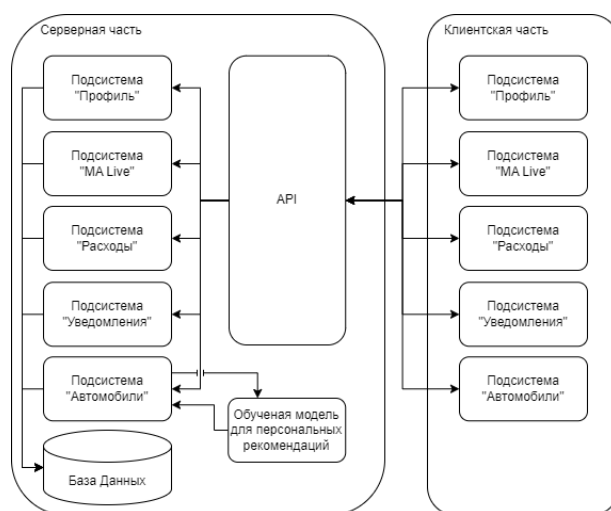 Серверная часть
Подсистема
"Профиль"
Подсистема
"MA Live"
Подсистема
"Расходы"
Подсистема
"Уведомления"
Подсистема
"Автомобили"
База Данных
API
Обученая модель
для персональных
рекомендаций
Клиентская часть
Подсистема
"Профиль"
Подсистема
"MA Live"
Подсистема
"Расходы"
Подсистема
"Уведомления"
Подсистема
"Автомобили"